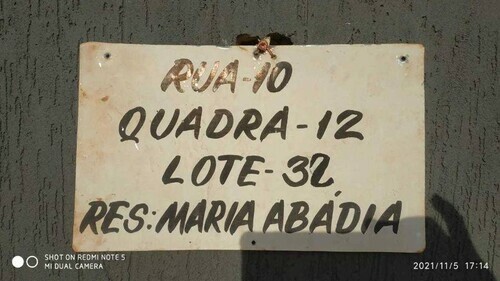 RUA-10
QUADRA-12
LOTE-32
RES: MARIA ABADIA
SHOT ON REDMI NOTE 5
MI DUAL CAMERA
2021/11/5 17:14